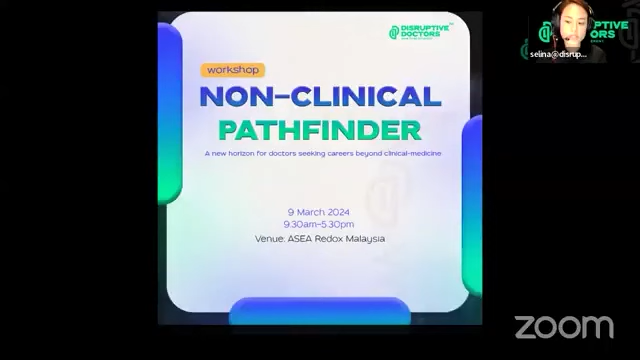 DISRUPTIVE
DOCTORS
workshop
NON-CLINICAL
PATHFINDER
A new horizon for doctors seeking careers beyond clinical-medicine
9 March 2024
9:30am-5:30pm
Venue: ASEA Redox Malaysia
selina@disrup...
zoom